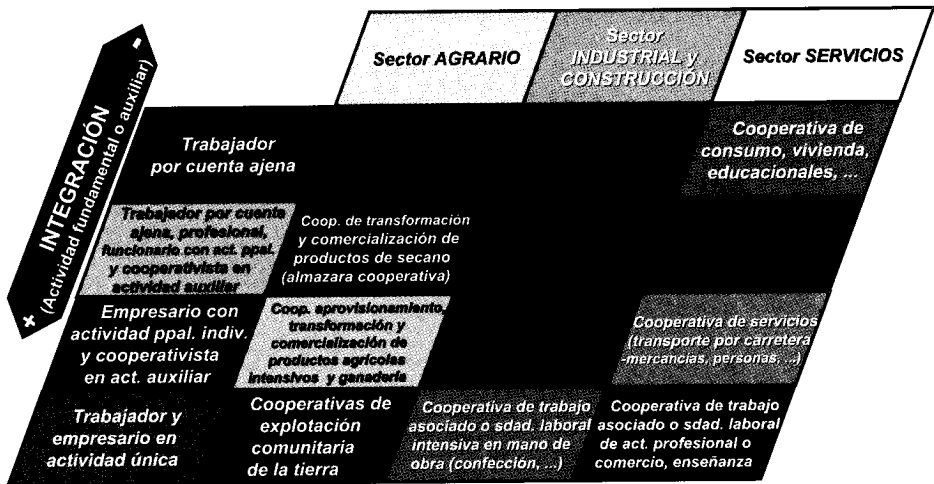 Sector AGRARIO
Sector
INDUSTRIAL y
CONSTRUCCIÓN
Sector SERVICIOS
-
INTEGRACIÓN
(Actividad fundamental o auxiliar)
+
Trabajador
por cuenta ajena
Cooperativa de
consumo, vivienda,
educacionales, ...
Trabajador por cuenta
ajena, profesional,
funcionario con act. ppal.
y cooperativista en
actividad auxiliar
Coop. de transformación
y comercialización de
productos de secano
(almazara cooperativa)
Empresario con
actividad ppal. indiv.
y cooperativista
en act. auxiliar
Coop. aprovisionamiento,
transformación y
comercialización de
productos agrícolas
intensivos y ganadería
Cooperativa de servicios
(transporte por carretera
-mercancias, personas, ...)
Trabajador y
empresario en
actividad única
Cooperativas de
explotación
comunitaria
de la tierra
Cooperativa de trabajo
asociado o sdad. laboral
intensiva en mano de
obra (confección, ...)
Cooperativa de trabajo
asociado o sdad. laboral
de act. profesional o
comercio, enseñanza